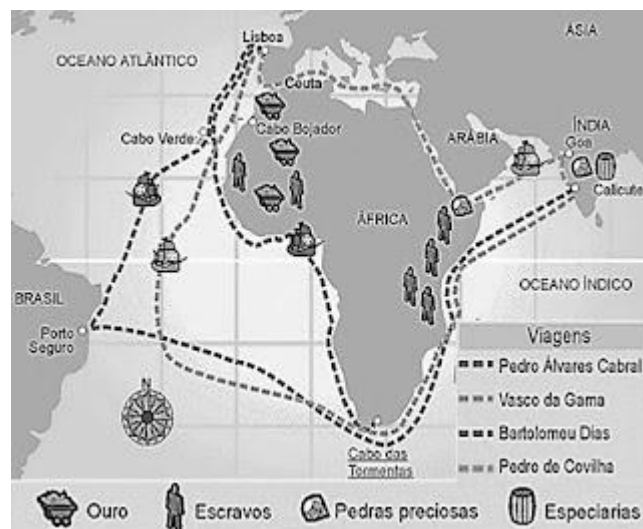 Lisboa
ÁSIA
OCEANO ATLÂNTICO
Ceuta
Cabo Bojador
Cabo Verde
ARÁBIA
ÍNDIA
Goa
Calicute
ÁFRICA
BRASIL
Porto
Seguro
OCEANO ÍNDICO
N
Cabo das
Tormentas
Viagens
Pedro Álvares Cabral
Vasco da Gama
Bartolomeu Dias
Pedro de Covilha
Ouro
Escravos
Pedras preciosas
Especiarias